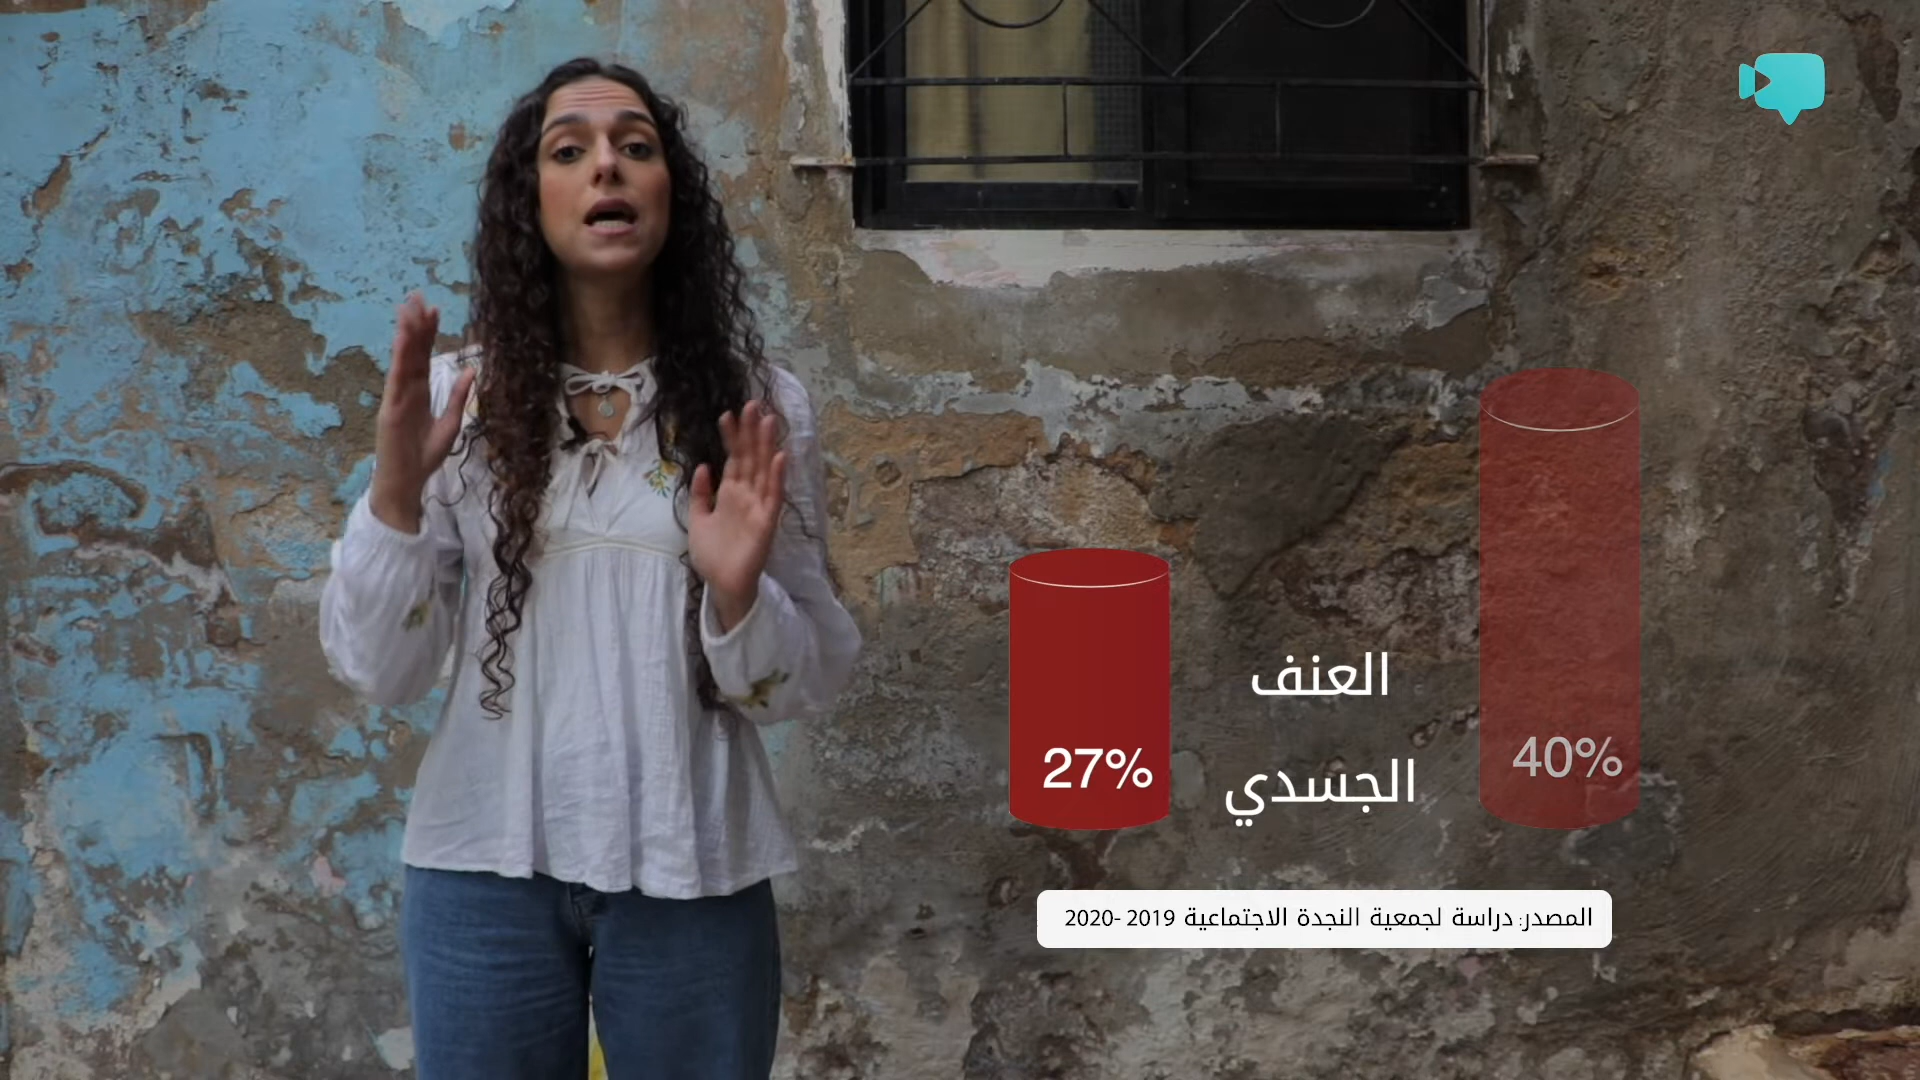 40%
العنف
الجسدي
27%
المصدر: دراسة لجمعية النجدة الاجتماعية 2019 -2020